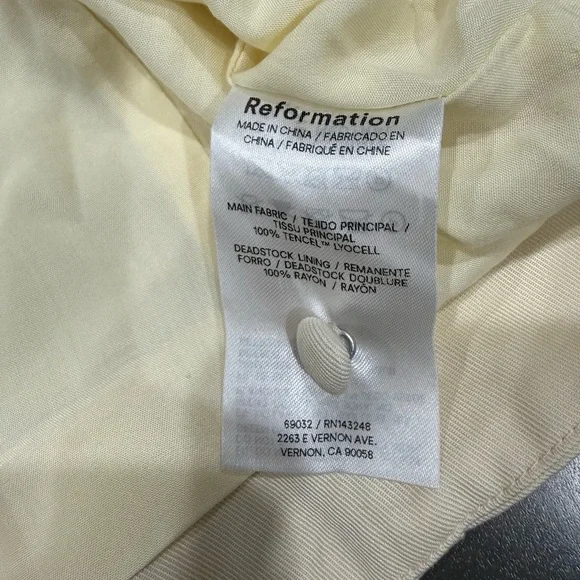 Reformation
MADE IN CHINA / FABRICADO EN
CHINA / FABRIQUÉ EN CHINE
MAIN FABRIC / TEJIDO PRINCIPAL /
TISSU PRINCIPAL
100% TENCEL™ LYOCELL
DEADSTOCK LINING / REMANENTE
FORRO / DEADSTOCK DOUBLURE
100% RAYON / RAYÓN
69032 / RN143248
2263 E VERNON AVE.
VERNON, CA 90058